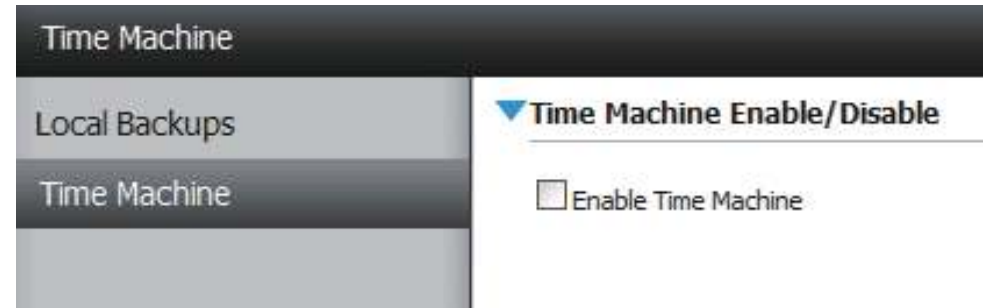 Time Machine
Local Backups
Time Machine
Time Machine Enable/Disable
Enable Time Machine